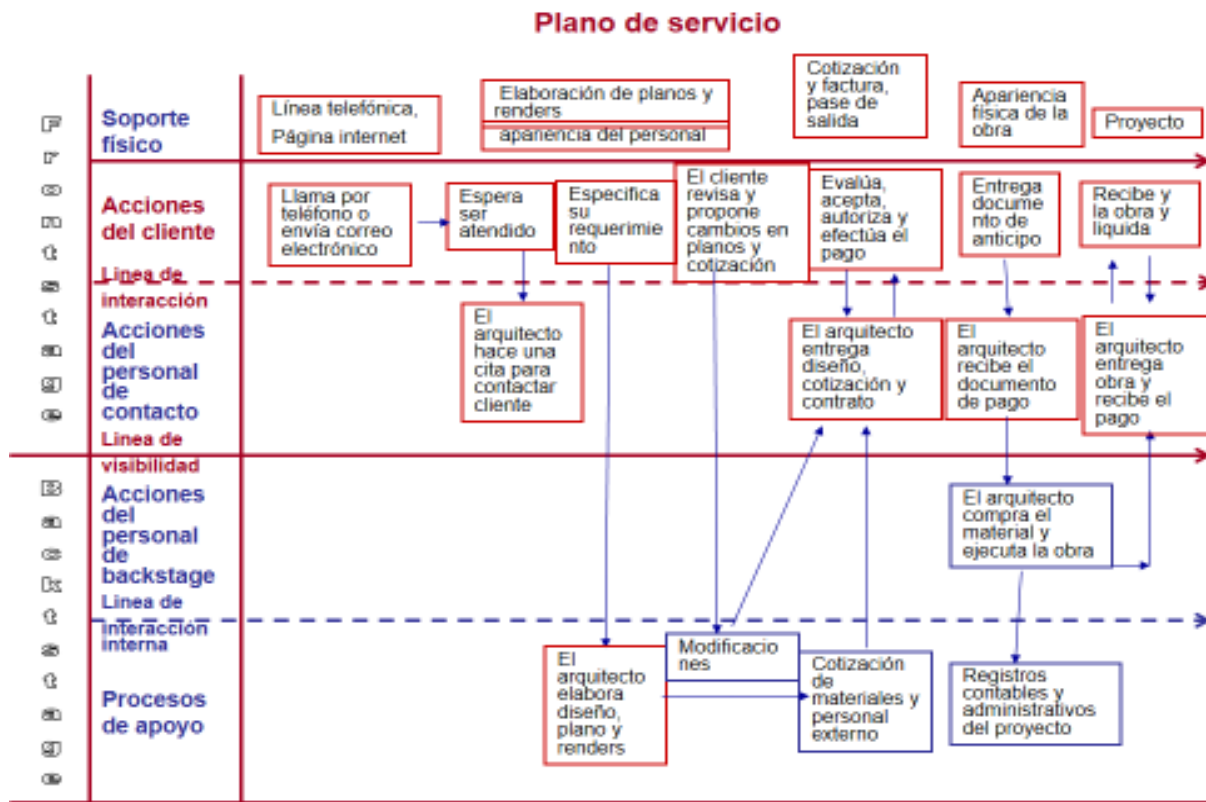 Plano de servicio
Frontstage
Backstage
Soporte
físico
Línea telefónica,
Página internet
Elaboración de planos y
renders
apariencia del personal
Cotización
y factura,
pase de
salida
Apariencia
física de la
obra
Proyecto
Acciones
del cliente
Llama por
teléfono o
envía correo
electrónico
Espera
ser
atendido
Especifica
su
requerimie
nto
El cliente
revisa y
propone
cambios en
planos y
cotización
Evalúa,
acepta,
autoriza y
efectúa el
pago
Entrega
docume
nto de
anticipo
Recibe y
la obra y
liquida
Linea de
interacción
Acciones
del
personal
de
contacto
El
arquitecto
hace una
cita para
contactar
cliente
El arquitecto
entrega
diseño,
cotización y
contrato
El
arquitecto
recibe el
documento
de pago
El
arquitecto
entrega
obra y
recibe el
pago
Linea de
visibilidad
Acciones
del
personal
de
backstage
El arquitecto
compra el
material y
ejecuta la obra
Linea de
interacción
interna
Procesos
de apoyo
El
arquitecto
elabora
diseño,
plano y
renders
Modificacio
nes
Cotización
de
materiales y
personal
externo
Registros
contables y
administrativos
del proyecto